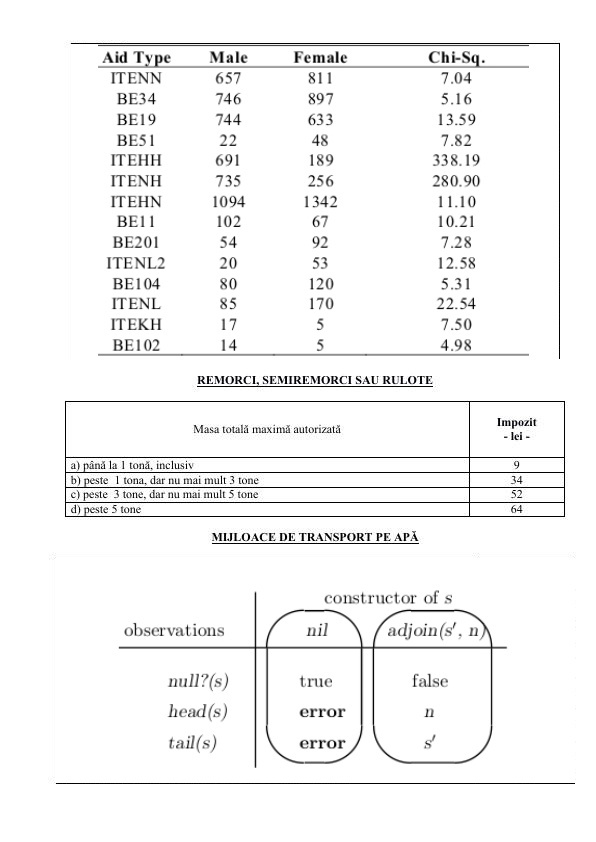 Aid Type Male Female Chi-Sq.
ITENN 657 811 7.04
BE34 746 897 5.16
BE19 744 633 13.59
BE51 22 48 7.82
ITEHH 691 189 338.19
ITENH 735 256 280.90
ITEHN 1094 1342 11.10
BE11 102 67 10.21
BE201 54 92 7.28
ITENL2 20 53 12.58
BE104 80 120 5.31
ITENL 85 170 22.54
ITEKH 17 5 7.50
BE102 14 5 4.98
REMORCI, SEMIREMORCI SAU RULOTE
Masa totală maximă autorizată Impozit
- lei -
a) până la 1 tonă, inclusiv 9
b) peste 1 tona, dar nu mai mult 3 tone 34
c) peste 3 tone, dar nu mai mult 5 tone 52
d) peste 5 tone 64
MIJLOACE DE TRANSPORT PE APĂ
constructor of s
observations nil adjoin(s′, n)
null?(s) true false
head(s) error n
tail(s) error s′